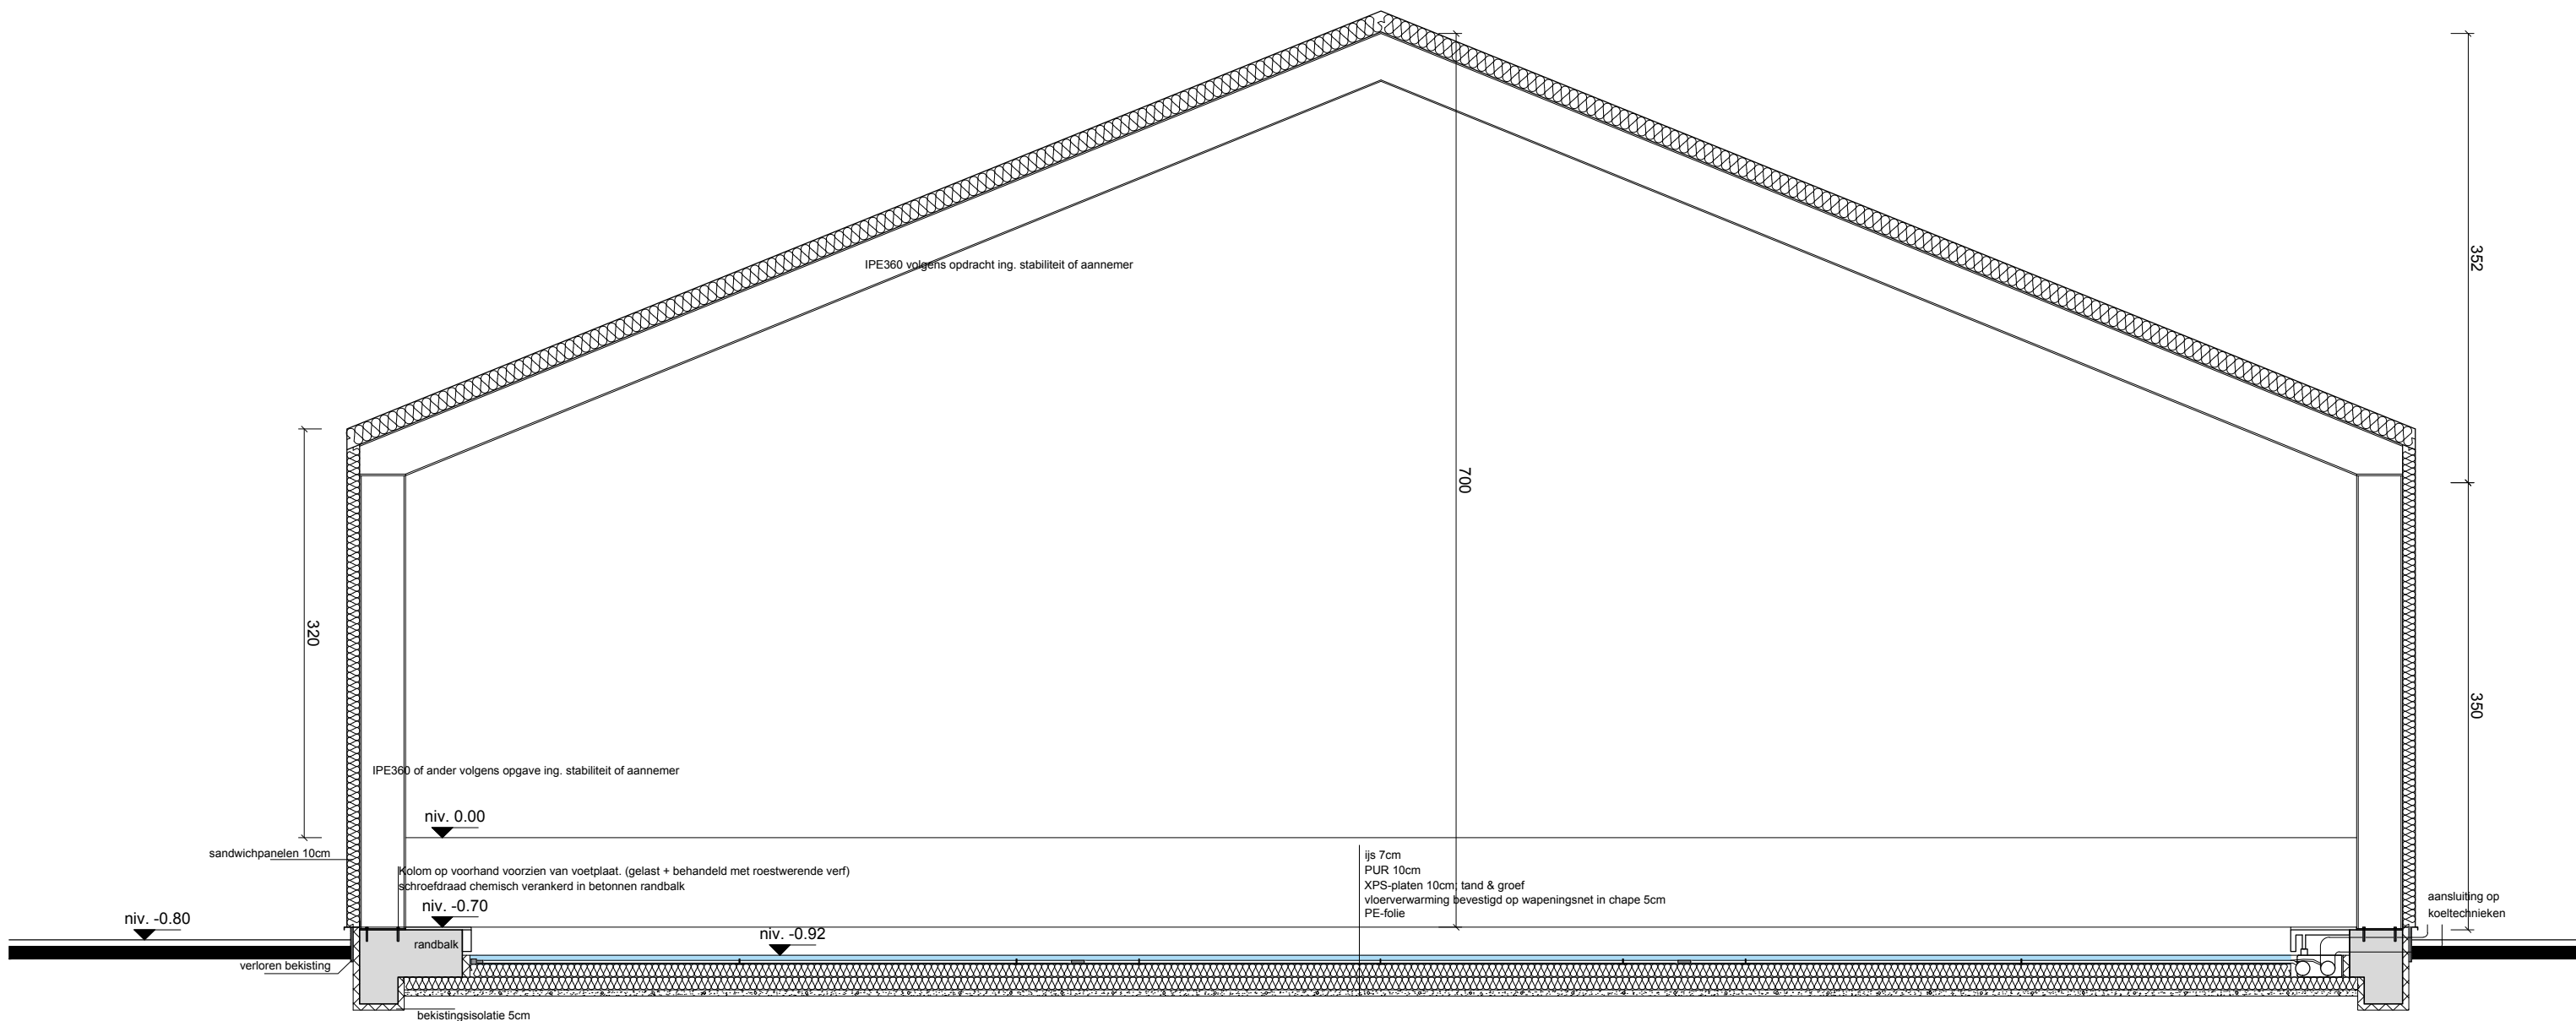 IPE360 volgens opdracht ing. stabiliteit of aannemer
352
700
320
350
IPE360 of ander volgens opgave ing. stabiliteit of aannemer
niv. 0.00
sandwichpanelen 10cm
Kolom op voorhand voorzien van voetplaat. (gelast + behandeld met roestwerende verf)
schroefdraad chemisch verankerd in betonnen randbalk
ijs 7cm
PUR 10cm
XPS-platen 10cm; tand & groef
vloerverwarming bevestigd op wapeningsnet in chape 5cm
PE-folie
aansluiting op
koeltechnieken
niv. -0.80
niv. -0.70
randbalk
niv. -0.92
verloren bekisting
bekistingsisolatie 5cm